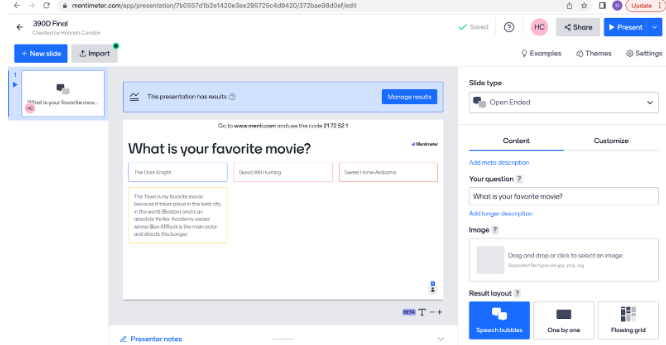 mentimeter.com/app/presentation/7b0557d1b2e1420e3ee295725c4d9420/372bae98d0ef/edit
Update
390D Final
Created by Hannah Condon
Saved
HC
Share
Present
+ New slide
Import
Examples
Themes
Settings
1
What is your favorite mov...
HC
This presentation has results
Manage results
Go to www.menti.com and use the code 2172 52 1
What is your favorite movie?
Mentimeter
The Dark Knight
Good Will Hunting
Sweet Home Alabama
The Town is my favorite movie
because it takes place in the best city
in the world (Boston) and is an
absolute thriller. Academy award
winner Ben Affleck is the main actor
and directs this banger.
BETA T − +
Presenter notes
Slide type
Open Ended
Content
Customize
Add meta description
Your question ?
What is your favorite movie?
Add longer description
Image ?
Drag and drop or click to select an image
Supported file types are jpg, png, svg
Result layout ?
Speech bubbles
One by one
Flowing grid